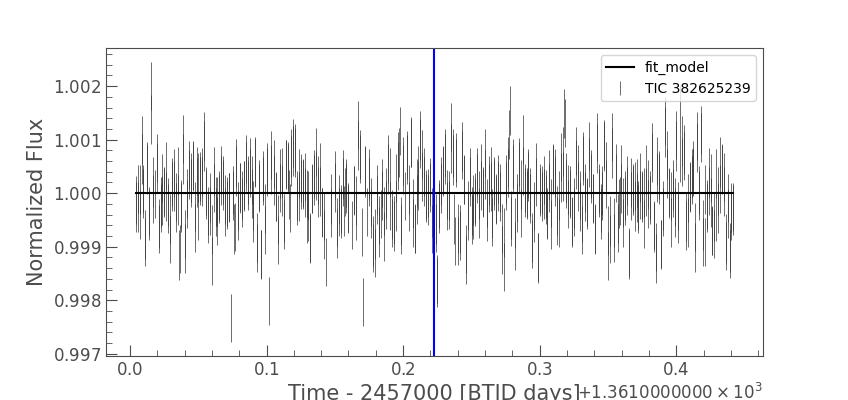 fit_model
TIC 382625239
1.002
1.001
1.000
0.999
0.998
0.997
Normalized Flux
0.0 0.1 0.2 0.3 0.4
Time - 2457000 [BTJD days]
+1.3610000000 × 10³